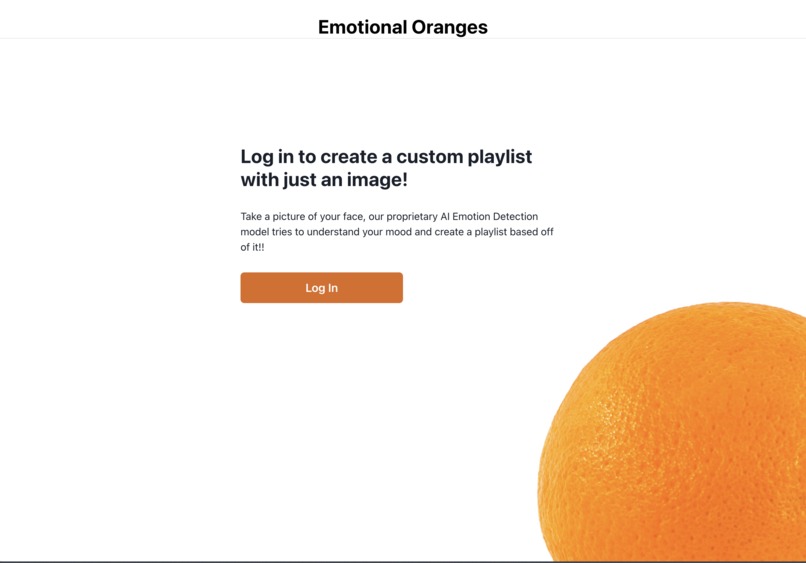 Emotional Oranges
Log in to create a custom playlist
with just an image!
Take a picture of your face, our proprietary AI Emotion Detection
model tries to understand your mood and create a playlist based off
of it!!
Log In